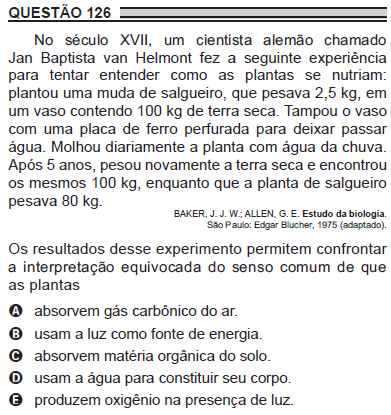 QUESTÃO 126
No século XVII, um cientista alemão chamado
Jan Baptista van Helmont fez a seguinte experiência
para tentar entender como as plantas se nutriam:
plantou uma muda de salgueiro, que pesava 2,5 kg, em
um vaso contendo 100 kg de terra seca. Tampou o vaso
com uma placa de ferro perfurada para deixar passar
água. Molhou diariamente a planta com água da chuva.
Após 5 anos, pesou novamente a terra seca e encontrou
os mesmos 100 kg, enquanto que a planta de salgueiro
pesava 80 kg.
BAKER, J. J. W.; ALLEN, G. E. Estudo da biologia.
São Paulo: Edgar Blucher, 1975 (adaptado).
Os resultados desse experimento permitem confrontar
a interpretação equivocada do senso comum de que
as plantas
A absorvem gás carbônico do ar.
B usam a luz como fonte de energia.
C absorvem matéria orgânica do solo.
D usam a água para constituir seu corpo.
E produzem oxigênio na presença de luz.